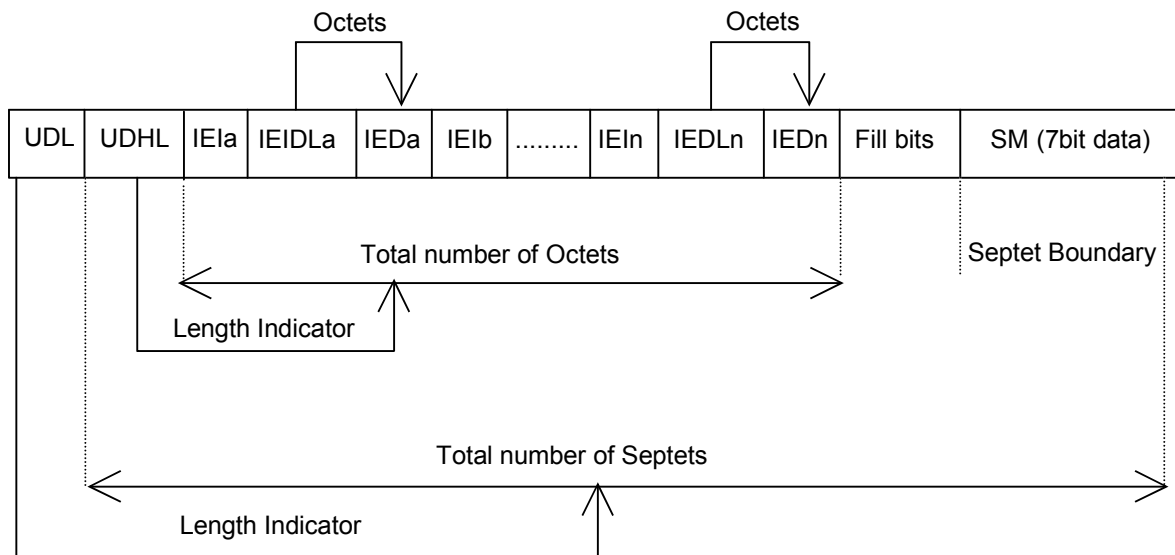 Octets Octets
UDL UDHL IEIa IEIDLa IEDa IEIb ......... IEIn IEDLn IEDn Fill bits SM (7bit data)
Total number of Octets
Septet Boundary
Length Indicator
Total number of Septets
Length Indicator